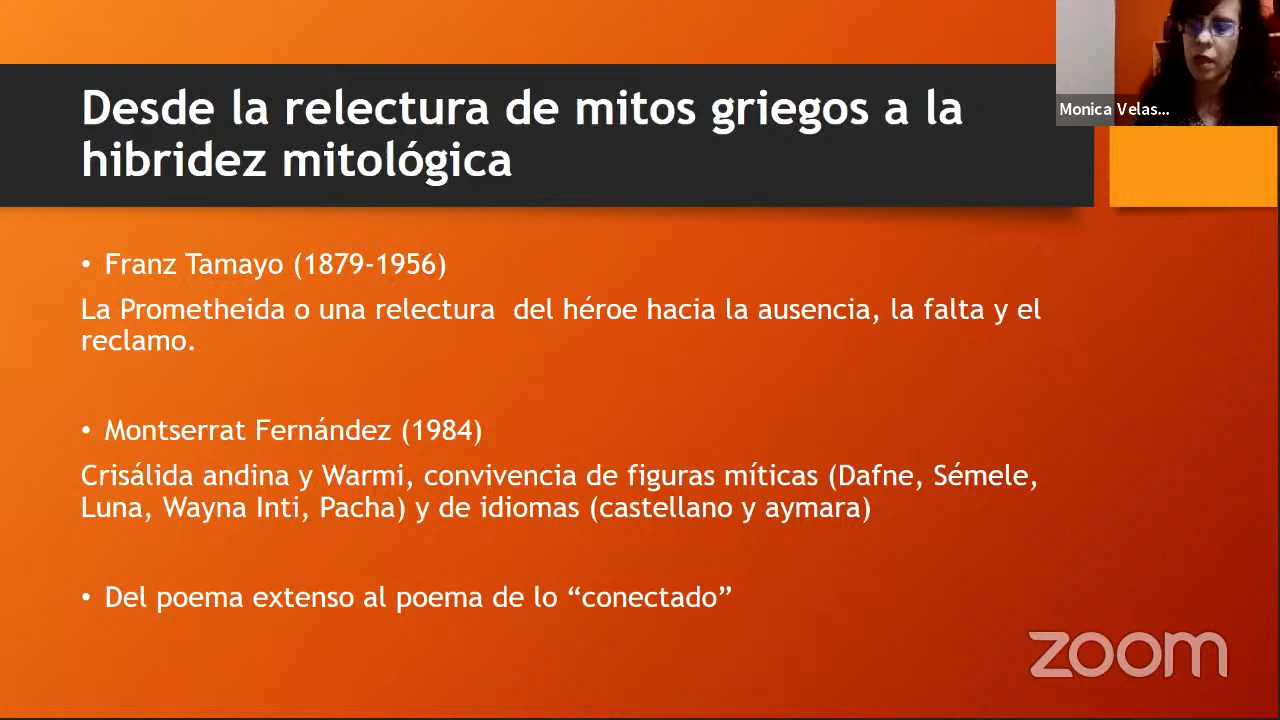 Desde la relectura de mitos griegos a la
hibridez mitológica
Monica Velas...
• Franz Tamayo (1879-1956)
La Prometheida o una relectura  del héroe hacia la ausencia, la falta y el
reclamo.
• Montserrat Fernández (1984)
Crisálida andina y Warmi, convivencia de figuras míticas (Dafne, Sémele,
Luna, Wayna Inti, Pacha) y de idiomas (castellano y aymara)
• Del poema extenso al poema de lo “conectado”
zoom